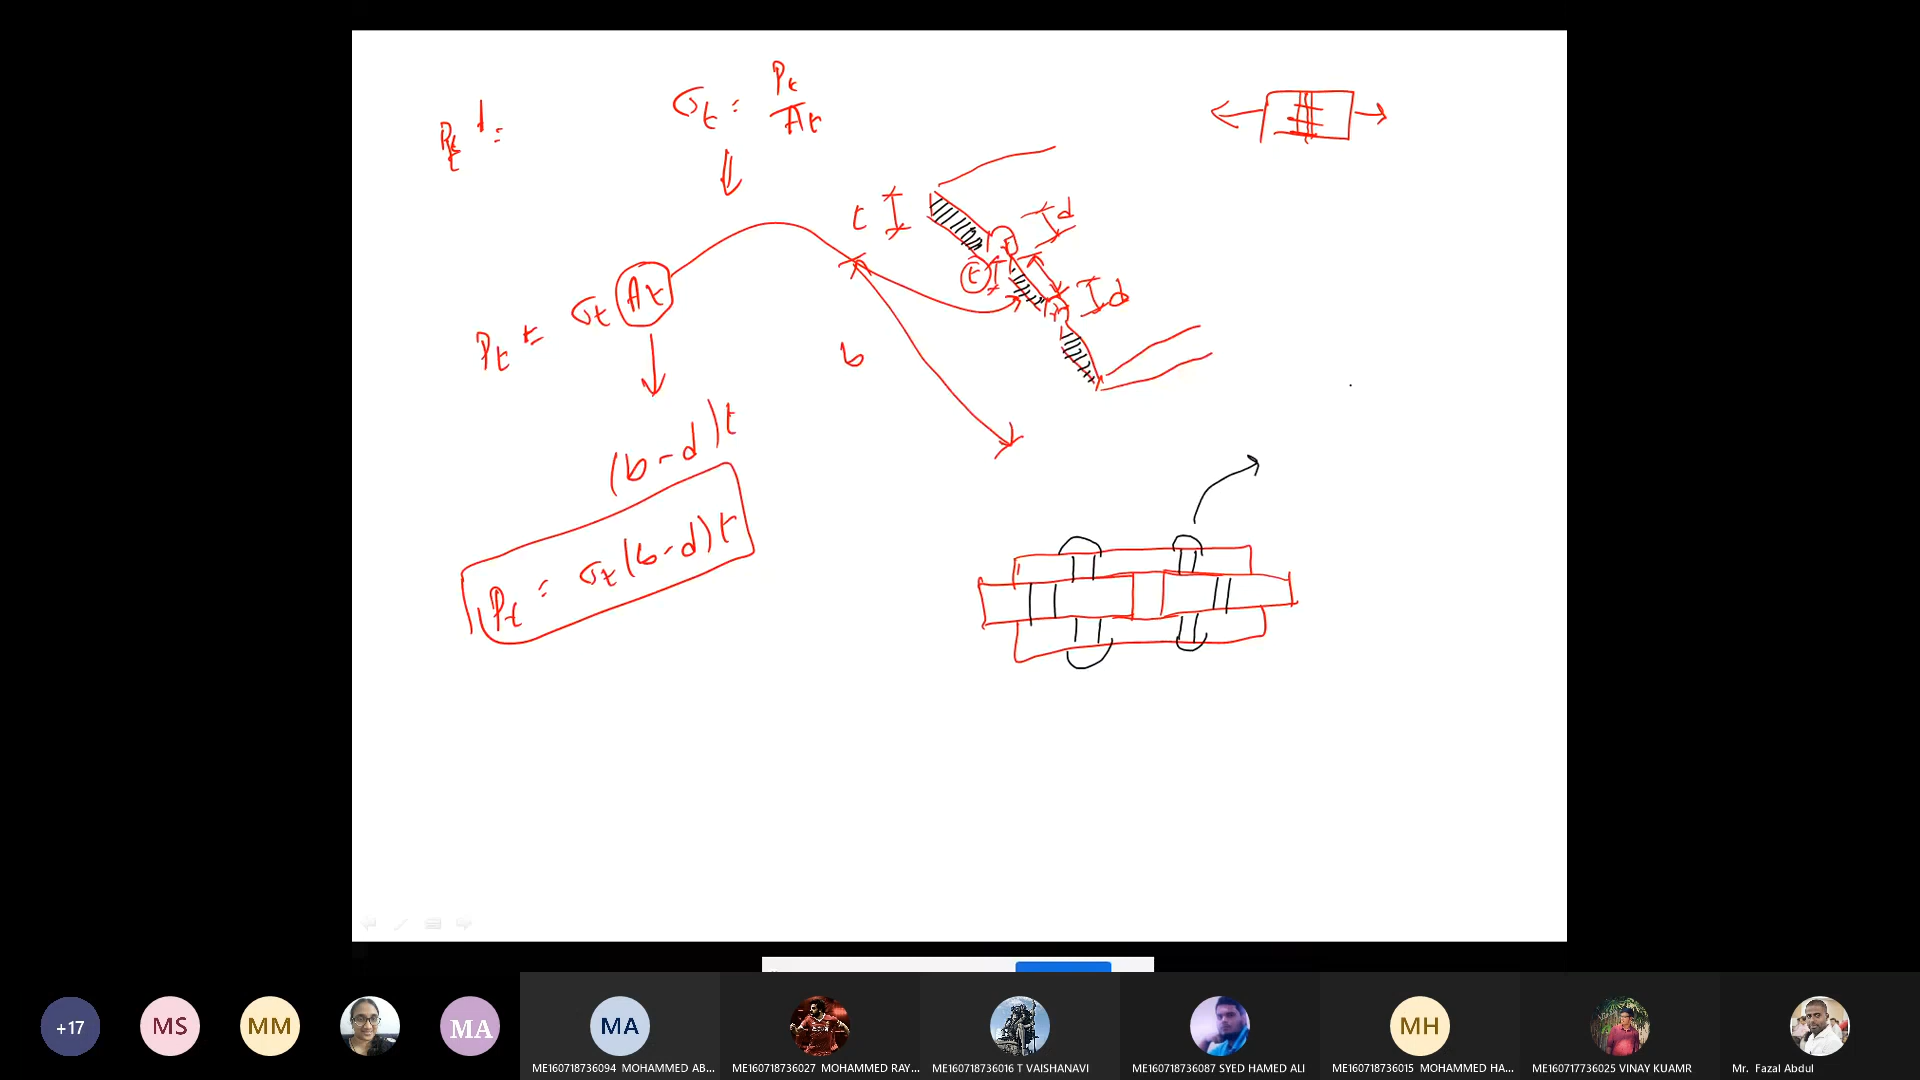 σt = Pt / At
Pt =
t
d
t
d
Pt = σt At
b
(b-d)t
Pt = σt (b-d)t
+17
MS
MM
MA
MA
MH
ME160718736094 MOHAMMED AB...
ME160718736027 MOHAMMED RAY...
ME160718736016 T VAISHANAVI
ME160718736087 SYED HAMED ALI
ME160718736015 MOHAMMED HA...
ME160717736025 VINAY KUAMR
Mr. Fazal Abdul